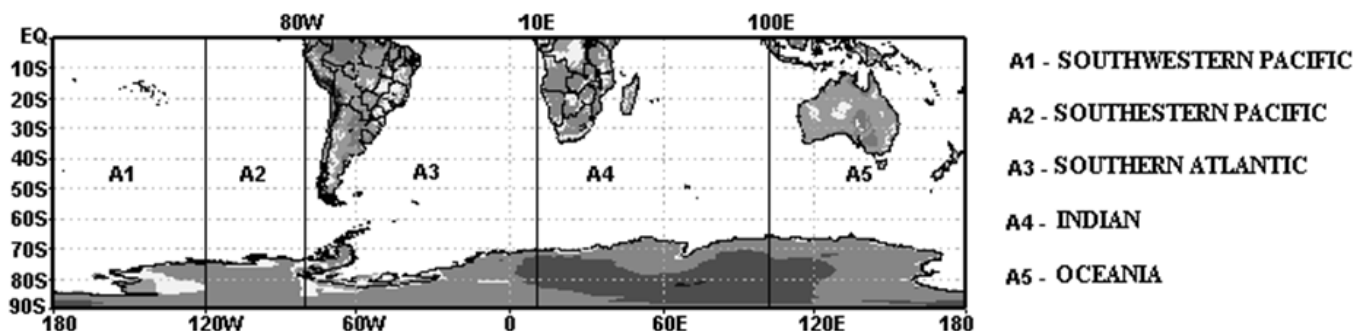 80W 10E 100E
EQ
10S
20S
30S
40S
50S
60S
70S
80S
90S
A1 A2 A3 A4 A5
180 120W 60W 0 60E 120E 180
A1 - SOUTHWESTERN PACIFIC
A2 - SOUTHESTERN PACIFIC
A3 - SOUTHERN ATLANTIC
A4 - INDIAN
A5 - OCEANIA